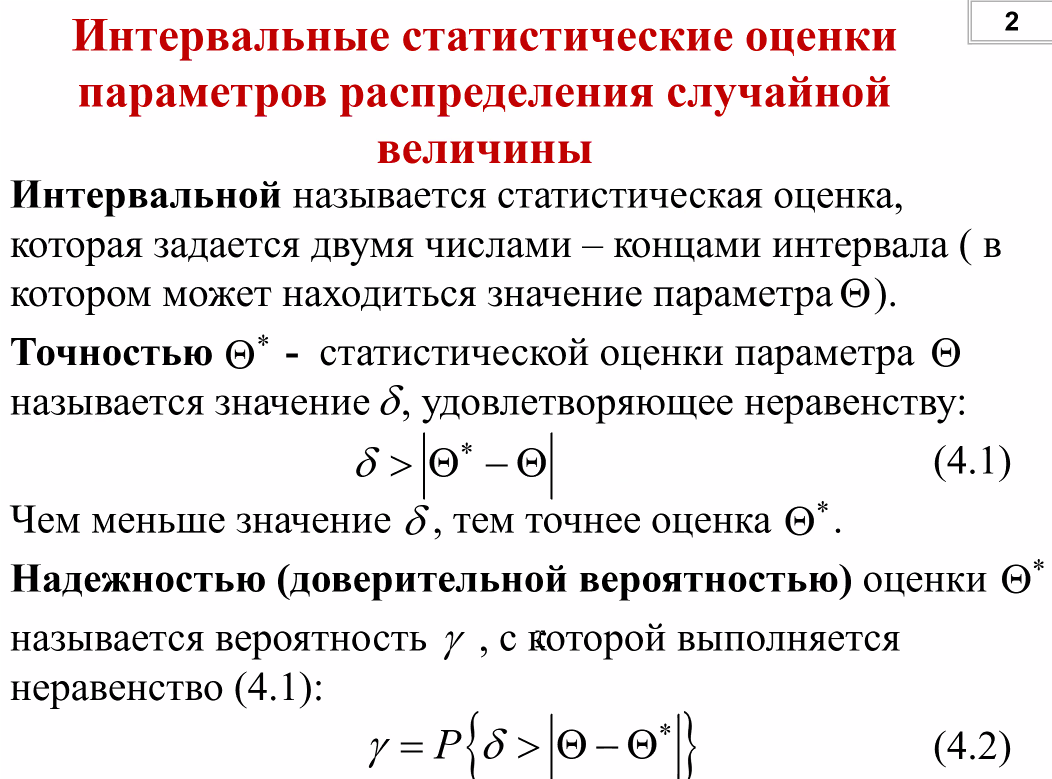 2
Интервальные статистические оценки
параметров распределения случайной
величины
Интервальной называется статистическая оценка,
которая задается двумя числами – концами интервала ( в
котором может находиться значение параметра Θ).
Точностью Θ* - статистической оценки параметра Θ
называется значение δ, удовлетворяющее неравенству:
δ > |Θ* − Θ| (4.1)
Чем меньше значение δ , тем точнее оценка Θ*.
Надежностью (доверительной вероятностью) оценки Θ*
называется вероятность γ , с которой выполняется
неравенство (4.1):
γ = P{δ > |Θ − Θ*|} (4.2)